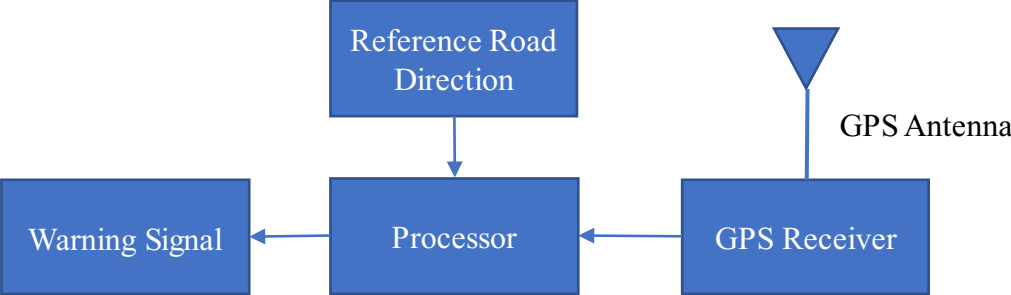 Reference Road
Direction
GPS Antenna
Warning Signal
Processor
GPS Receiver